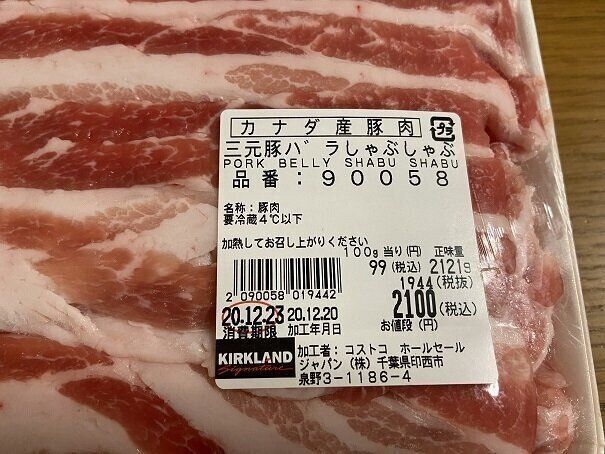 カナダ産豚肉
三元豚バラしゃぶしゃぶ
PORK BELLY SHABU SHABU
品番:90058
名称:豚肉
要冷蔵4℃以下
加熱してお召し上がりください
100g当り(円) 正味量
99(税込) 2121g
1944(税抜)
2 090058 019442
2100(税込)
20.12.23 20.12.20
お値段(円)
消費期限 加工年月日
KIRKLAND
Signature
加工者:コストコ ホールセール
ジャパン(株)千葉県印西市
泉野3-1186-4